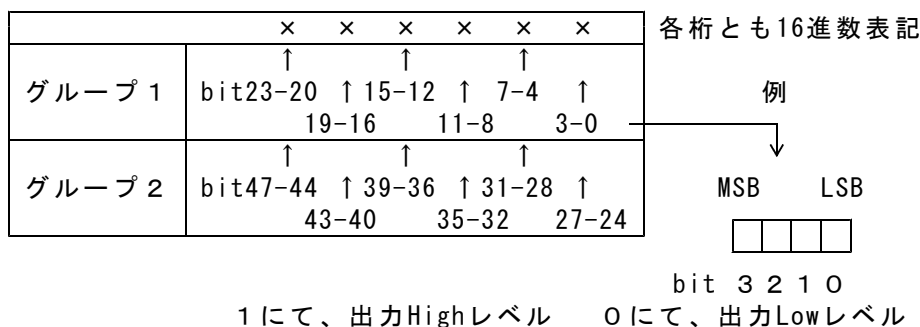 × × × × × × 各桁とも16進数表記
↑ ↑ ↑
グループ１ bit23-20 ↑ 15-12 ↑ 7-4 ↑ 例
19-16 11-8 3-0
↑ ↑ ↑
グループ２ bit47-44 ↑ 39-36 ↑ 31-28 ↑ MSB LSB
43-40 35-32 27-24
bit ３ ２ １ ０
１にて、出力Highレベル ０にて、出力Lowレベル